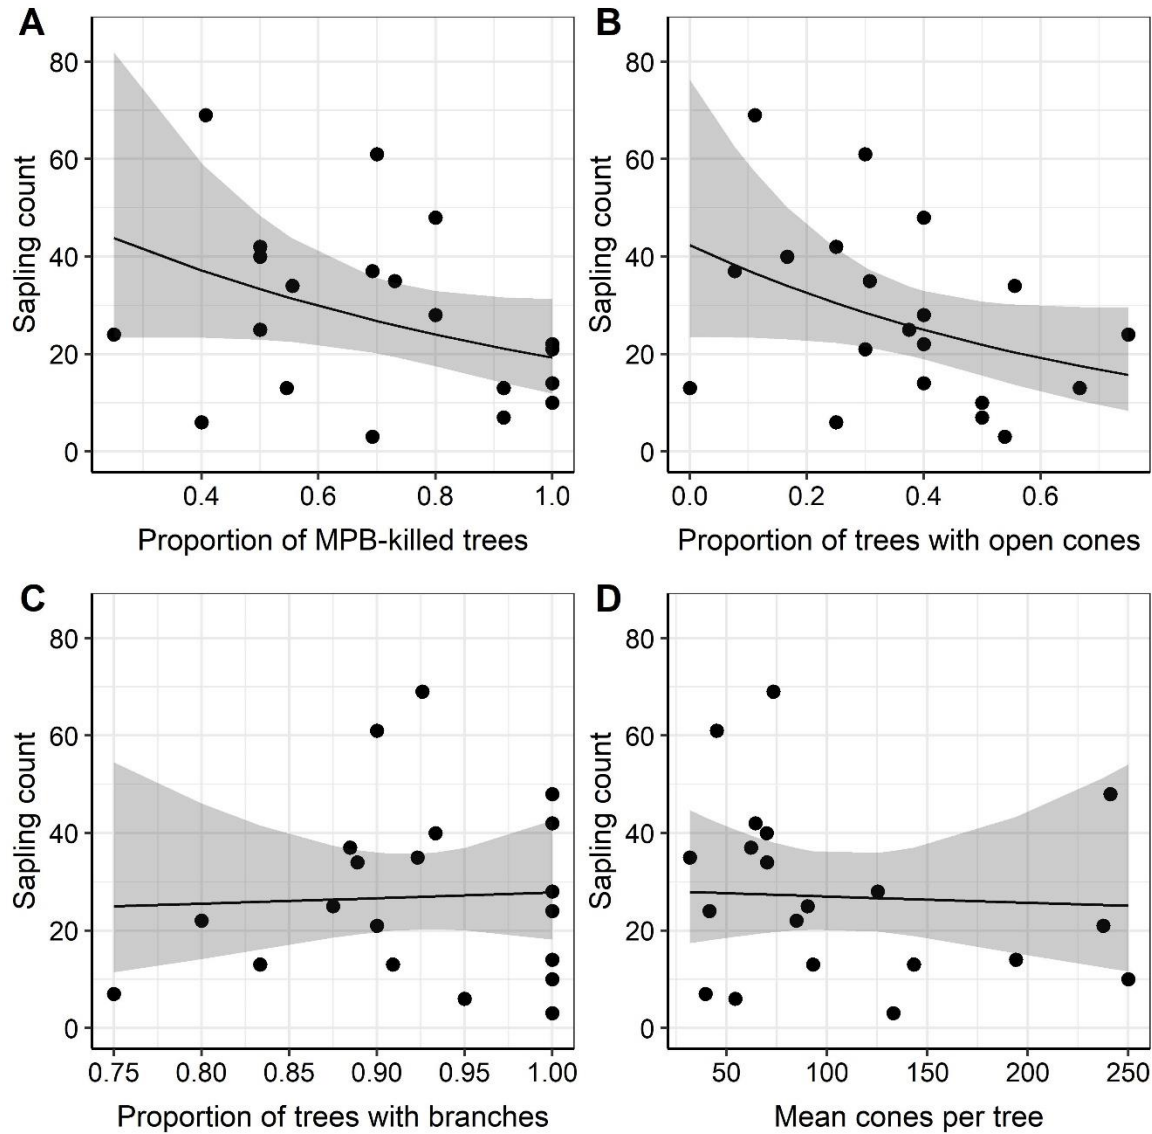 A
Sapling count
80
60
40
20
0
0.4 0.6 0.8 1.0
Proportion of MPB-killed trees
B
Sapling count
80
60
40
20
0
0.0 0.2 0.4 0.6
Proportion of trees with open cones
C
Sapling count
80
60
40
20
0
0.75 0.80 0.85 0.90 0.95 1.00
Proportion of trees with branches
D
Sapling count
80
60
40
20
0
50 100 150 200 250
Mean cones per tree